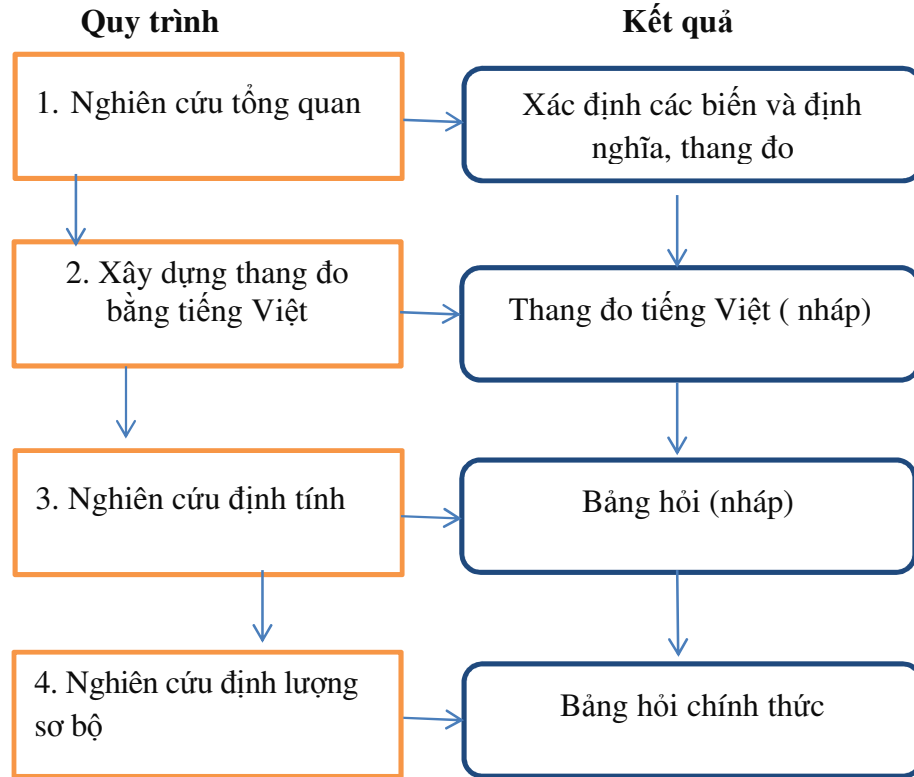 Quy trình
Kết quả
1. Nghiên cứu tổng quan
Xác định các biến và định
nghĩa, thang đo
2. Xây dựng thang đo
bằng tiếng Việt
Thang đo tiếng Việt ( nháp)
3. Nghiên cứu định tính
Bảng hỏi (nháp)
4. Nghiên cứu định lượng
sơ bộ
Bảng hỏi chính thức